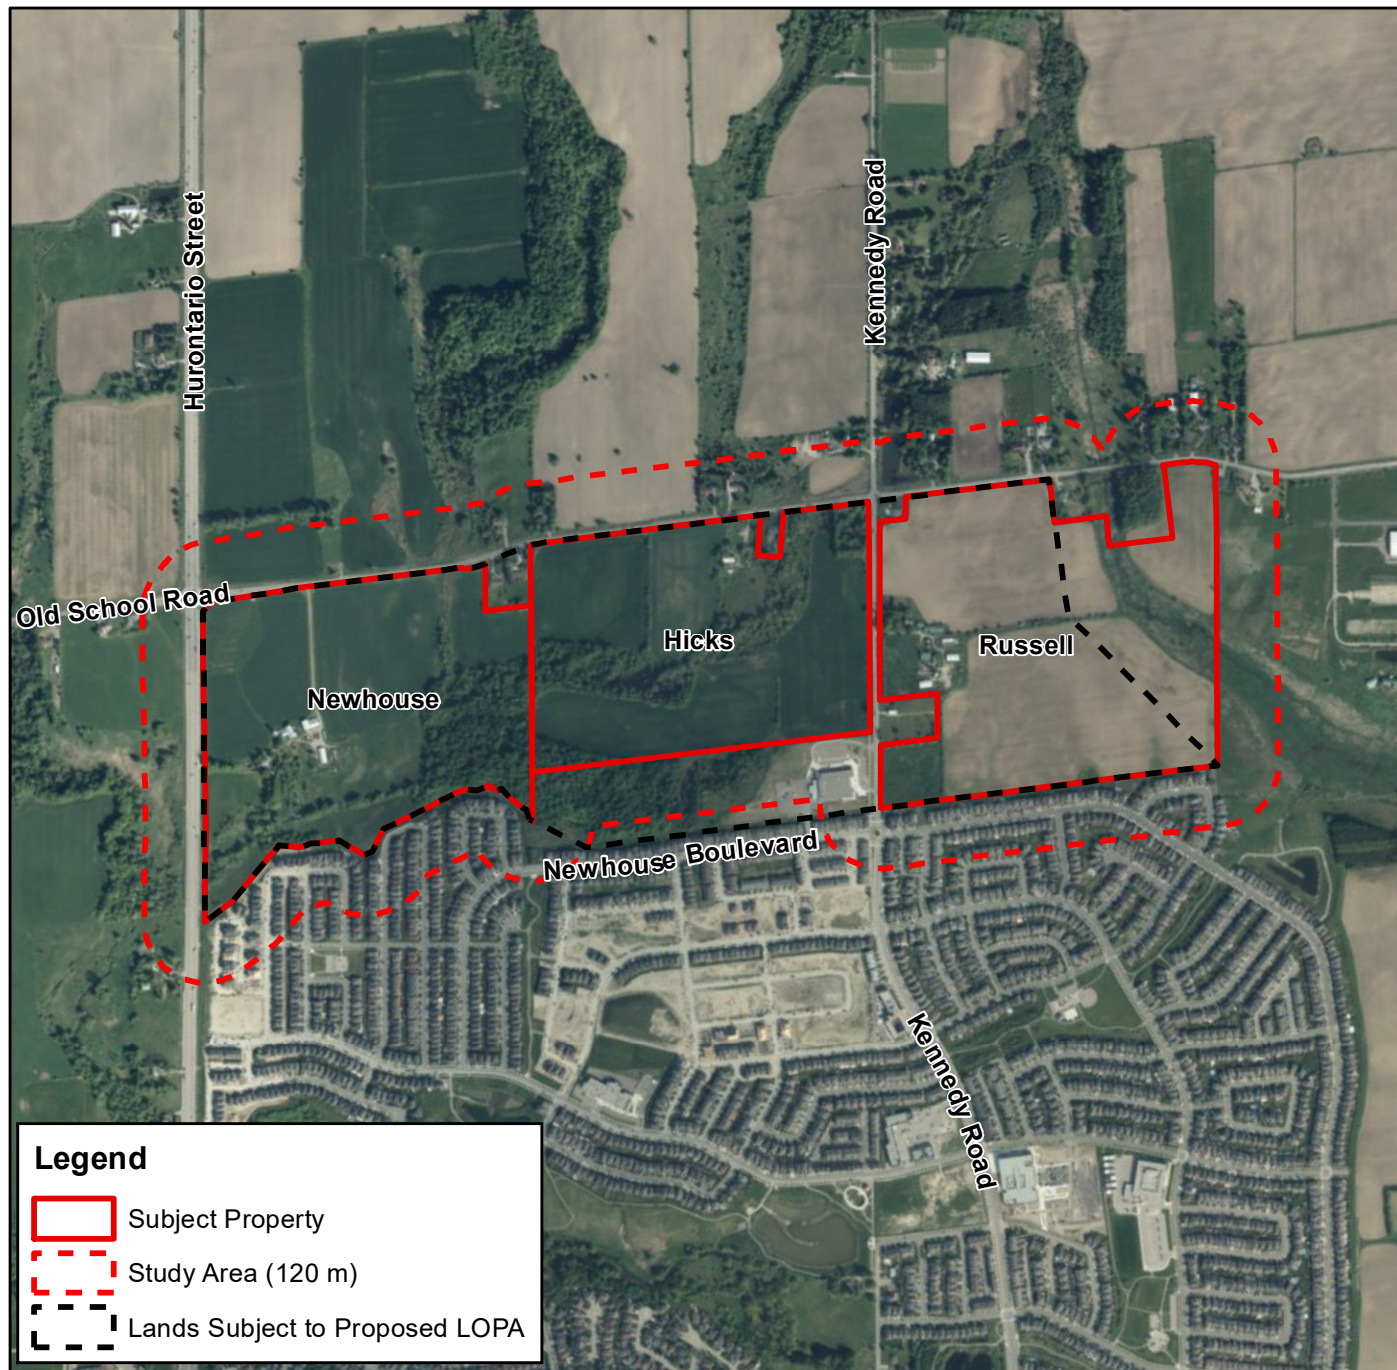 Hurontario Street
Kennedy Road
Old School Road
Hicks
Russell
Newhouse
Newhouse Boulevard
Kennedy Road
Legend
Subject Property
Study Area (120 m)
Lands Subject to Proposed LOPA